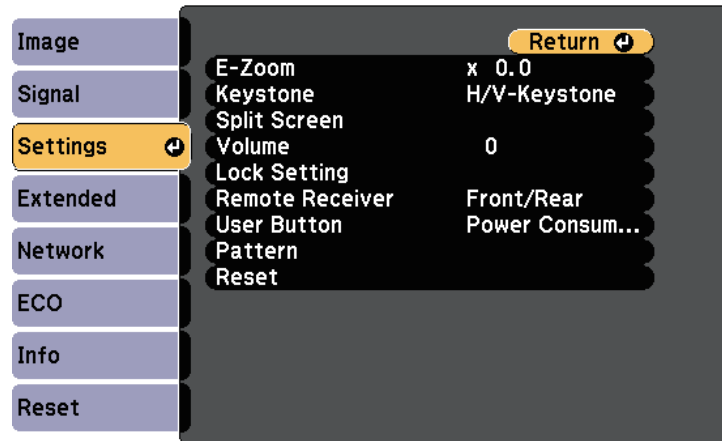 Image
Signal
Settings
Extended
Network
ECO
Info
Reset
Return
E-Zoom x 0.0
Keystone H/V-Keystone
Split Screen
Volume 0
Lock Setting
Remote Receiver Front/Rear
User Button Power Consum...
Pattern
Reset